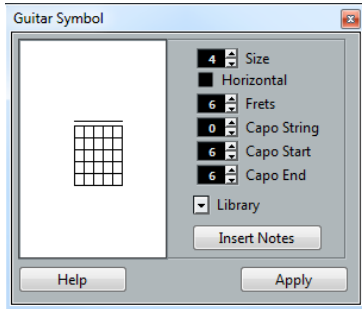 Guitar Symbol
4 Size
Horizontal
6 Frets
0 Capo String
6 Capo Start
6 Capo End
Library
Insert Notes
Help Apply